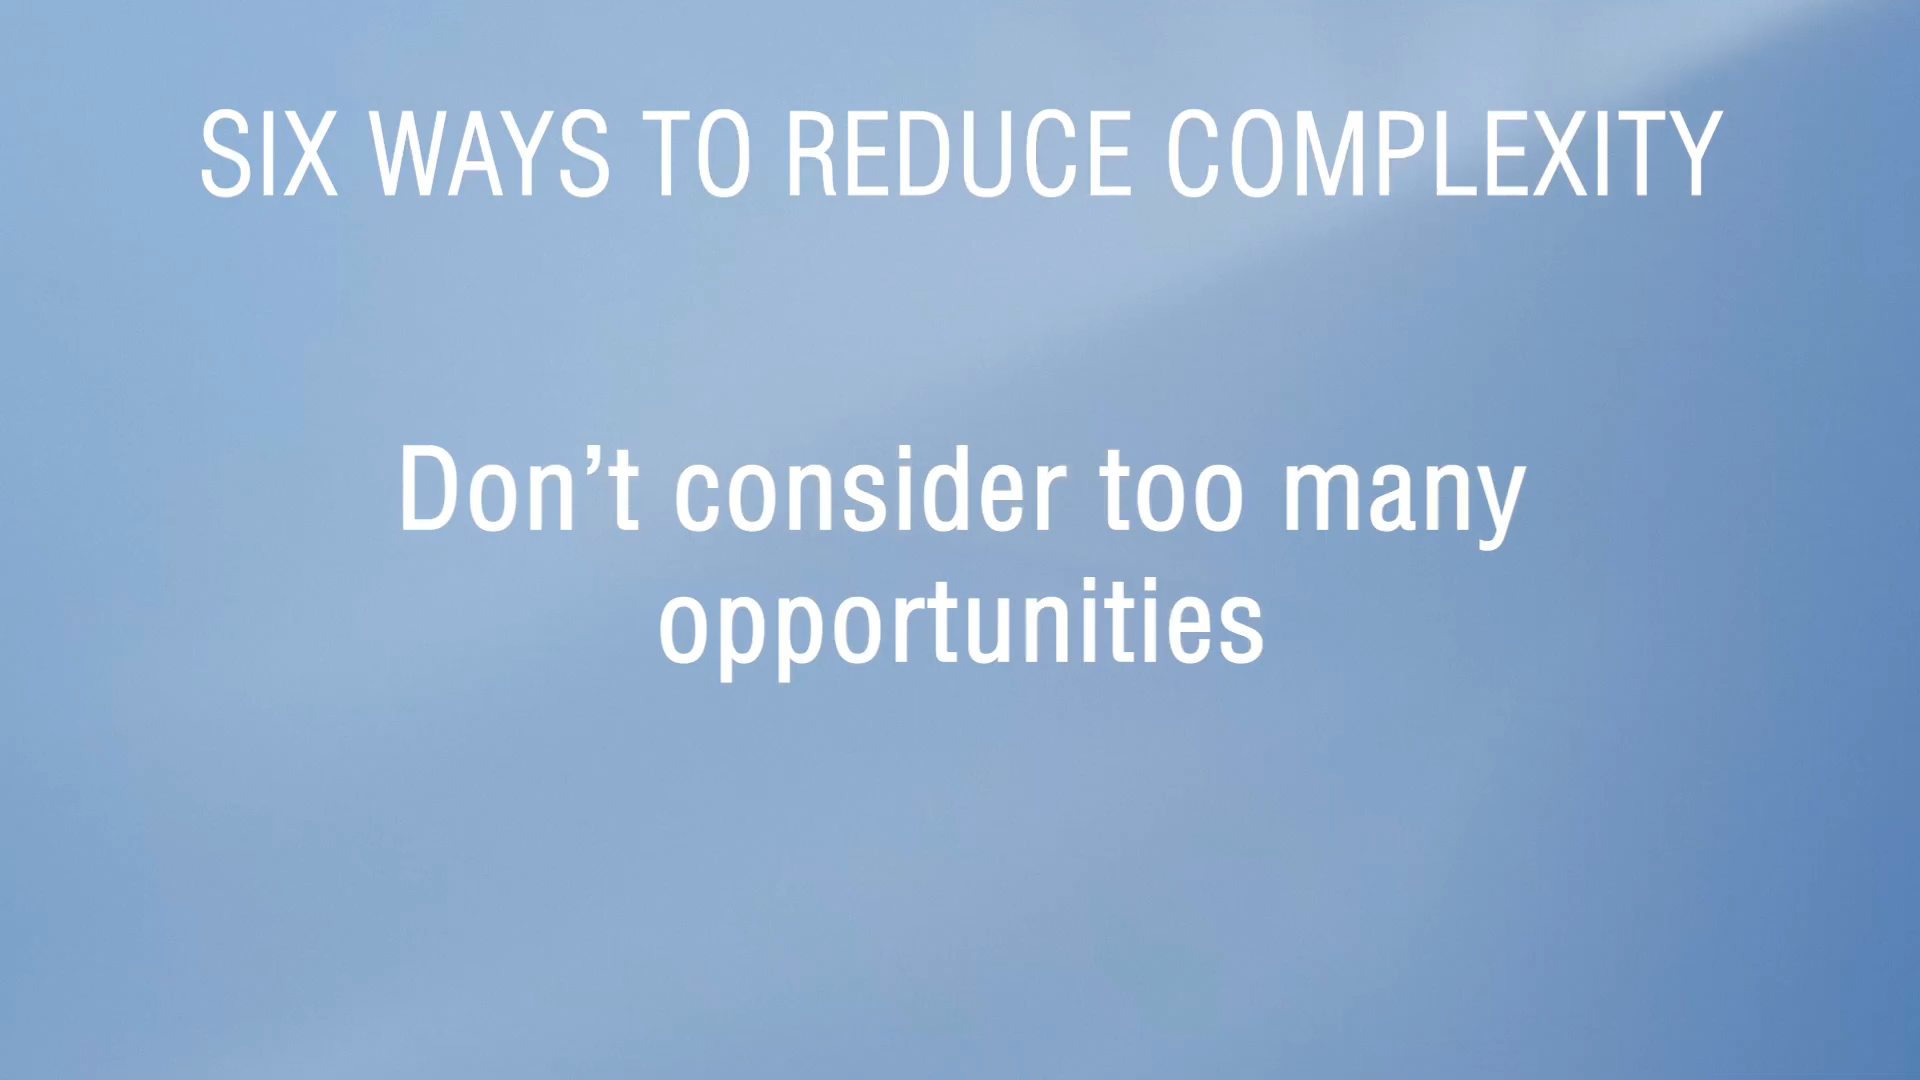 SIX WAYS TO REDUCE COMPLEXITY
Don’t consider too many
opportunities